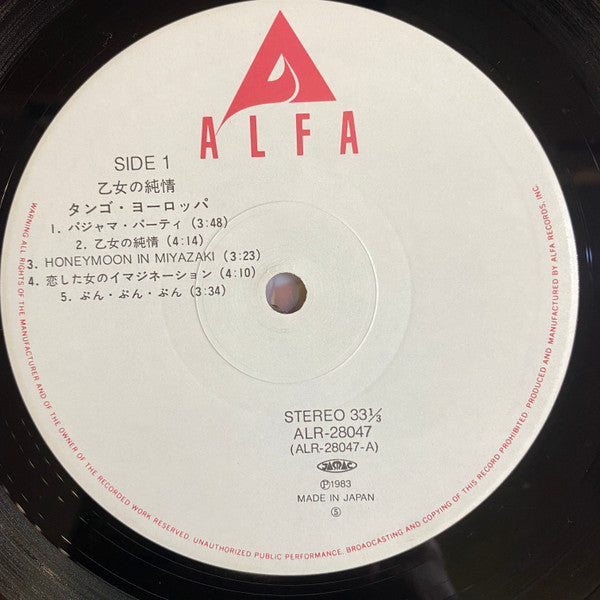 ALFA
SIDE 1
乙女の純情
タンゴ・ヨーロッパ
1. パジャマ・パーティ (3:48)
2. 乙女の純情 (4:14)
3. HONEYMOON IN MIYAZAKI (3:23)
4. 恋した女のイマジネーション (4:10)
5. ぷん・ぷん・ぷん (3:34)
STEREO 33⅓
ALR-28047
(ALR-28047-A)
JASRAC
Ⓟ1983
MADE IN JAPAN
⑤
WARNING: ALL RIGHTS OF THE MANUFACTURER AND OF THE OWNER OF THE RECORDED WORK RESERVED. UNAUTHORIZED PUBLIC PERFORMANCE, BROADCASTING AND COPYING OF THIS RECORD PROHIBITED. PRODUCED AND MANUFACTURED BY ALFA RECORDS, INC.